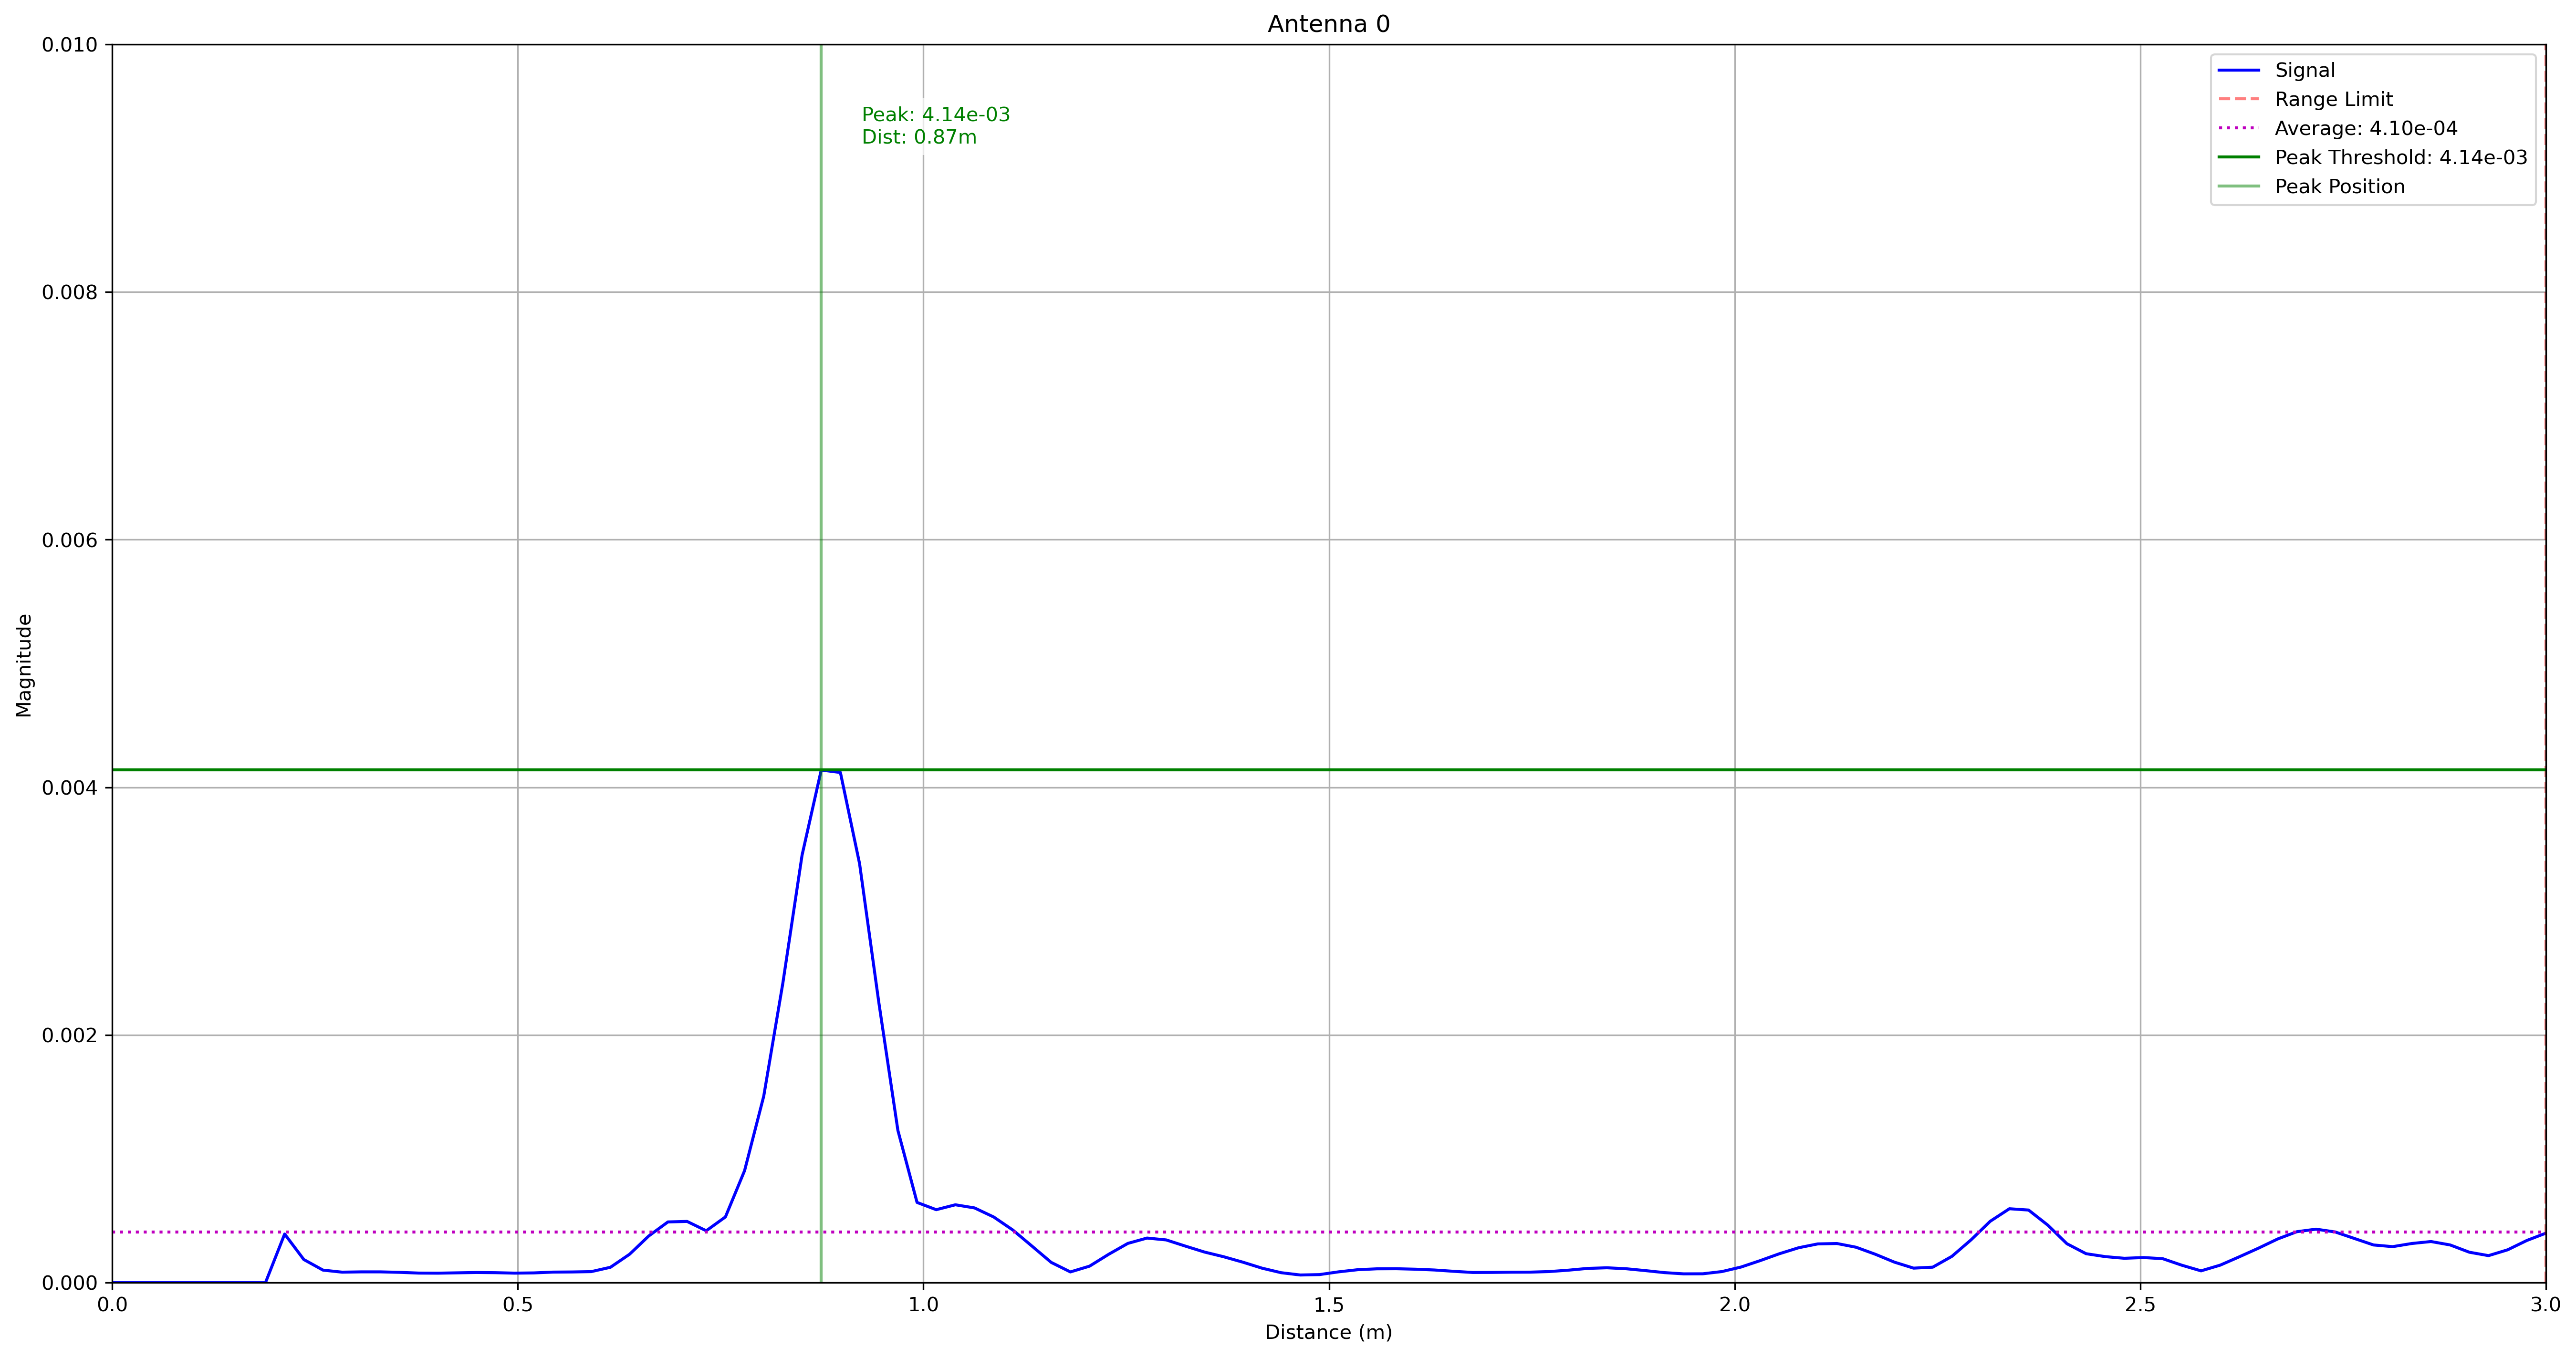 Antenna 0
0.010
0.008
0.006
0.004
0.002
0.000
Magnitude
Peak: 4.14e-03
Dist: 0.87m
Signal
Range Limit
Average: 4.10e-04
Peak Threshold: 4.14e-03
Peak Position
0.0 0.5 1.0 1.5 2.0 2.5 3.0
Distance (m)